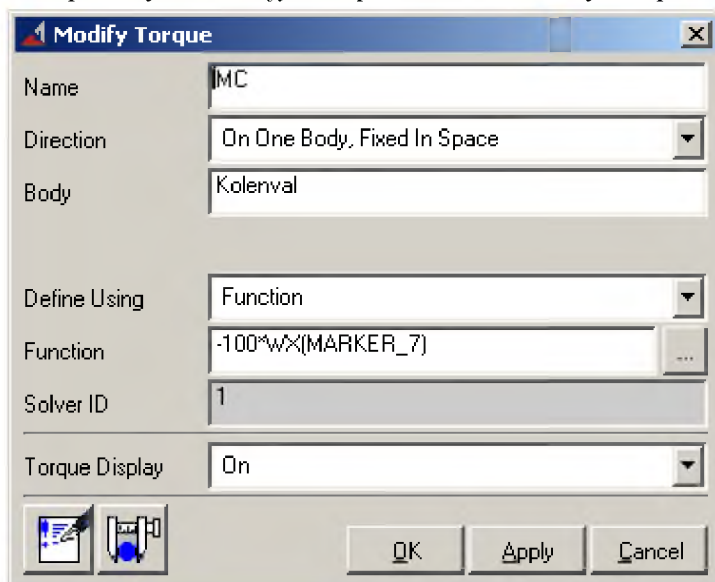 Modify Torque
Name MC
Direction On One Body, Fixed In Space
Body Kolenval
Define Using Function
Function -100*WX(MARKER_7) ...
Solver ID 1
Torque Display On
OK Apply Cancel